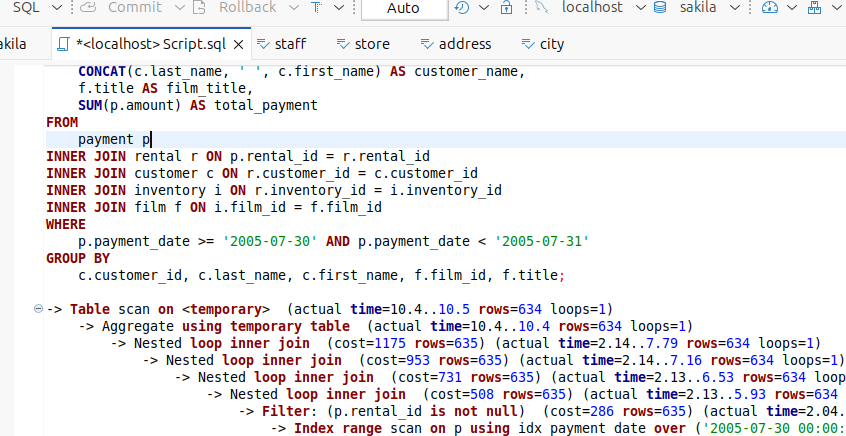 SQL Commit Rollback T Auto localhost sakila
akila *<localhost> Script.sql × staff store address city
CONCAT(c.last_name, ' ', c.first_name) AS customer_name,
f.title AS film_title,
SUM(p.amount) AS total_payment
FROM
payment p
INNER JOIN rental r ON p.rental_id = r.rental_id
INNER JOIN customer c ON r.customer_id = c.customer_id
INNER JOIN inventory i ON r.inventory_id = i.inventory_id
INNER JOIN film f ON i.film_id = f.film_id
WHERE
p.payment_date >= '2005-07-30' AND p.payment_date < '2005-07-31'
GROUP BY
c.customer_id, c.last_name, c.first_name, f.film_id, f.title;
-> Table scan on <temporary>  (actual time=10.4..10.5 rows=634 loops=1)
-> Aggregate using temporary table  (actual time=10.4..10.4 rows=634 loops=1)
-> Nested loop inner join  (cost=1175 rows=635) (actual time=2.14..7.79 rows=634 loops=1)
-> Nested loop inner join  (cost=953 rows=635) (actual time=2.14..7.16 rows=634 loops=1)
-> Nested loop inner join  (cost=731 rows=635) (actual time=2.13..6.53 rows=634 loop
-> Nested loop inner join  (cost=508 rows=635) (actual time=2.13..5.93 rows=634
-> Filter: (p.rental_id is not null)  (cost=286 rows=635) (actual time=2.04.
-> Index range scan on p using idx_payment_date over ('2005-07-30 00:00: